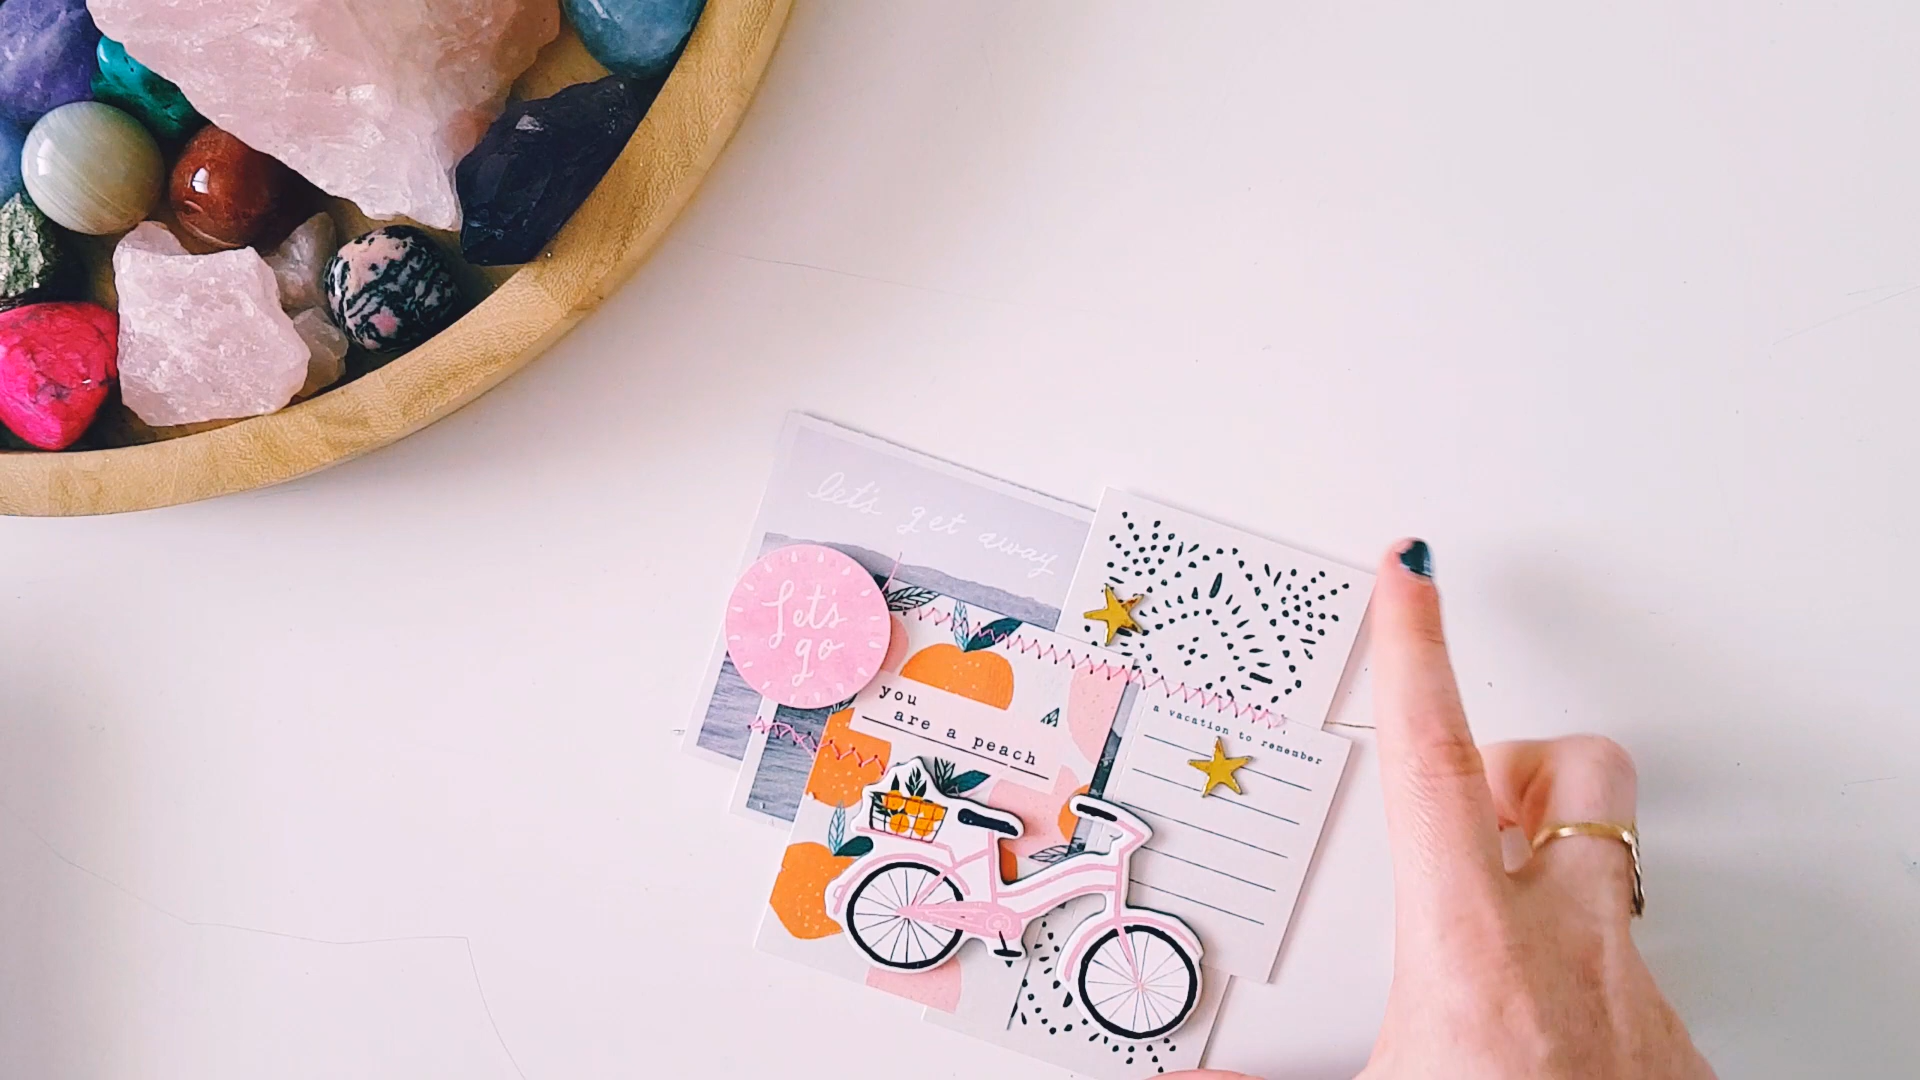 let's get away
Let's
go
you
are a peach
a vacation to remember